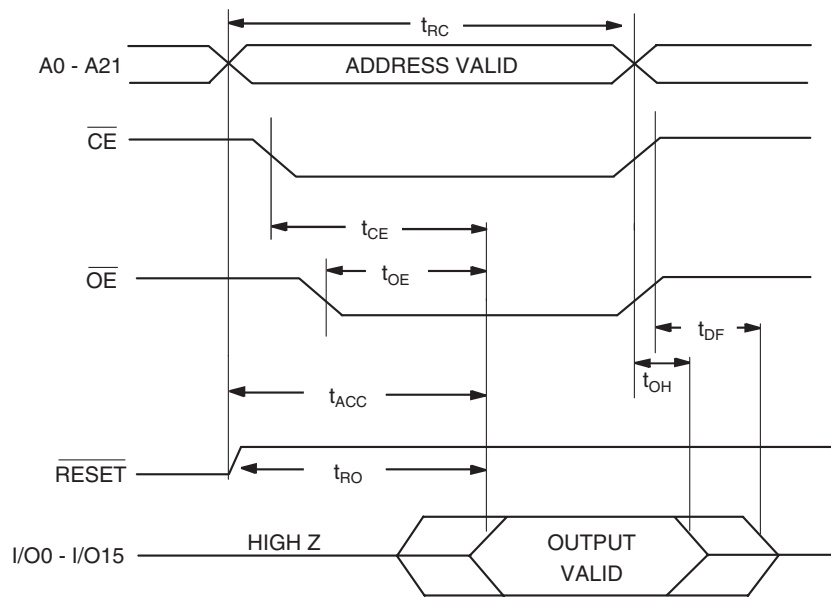 tRC
A0 - A21
ADDRESS VALID
CE
tCE
tOE
OE
tDF
tOH
tACC
RESET
tRO
HIGH Z
I/O0 - I/O15
OUTPUT
VALID